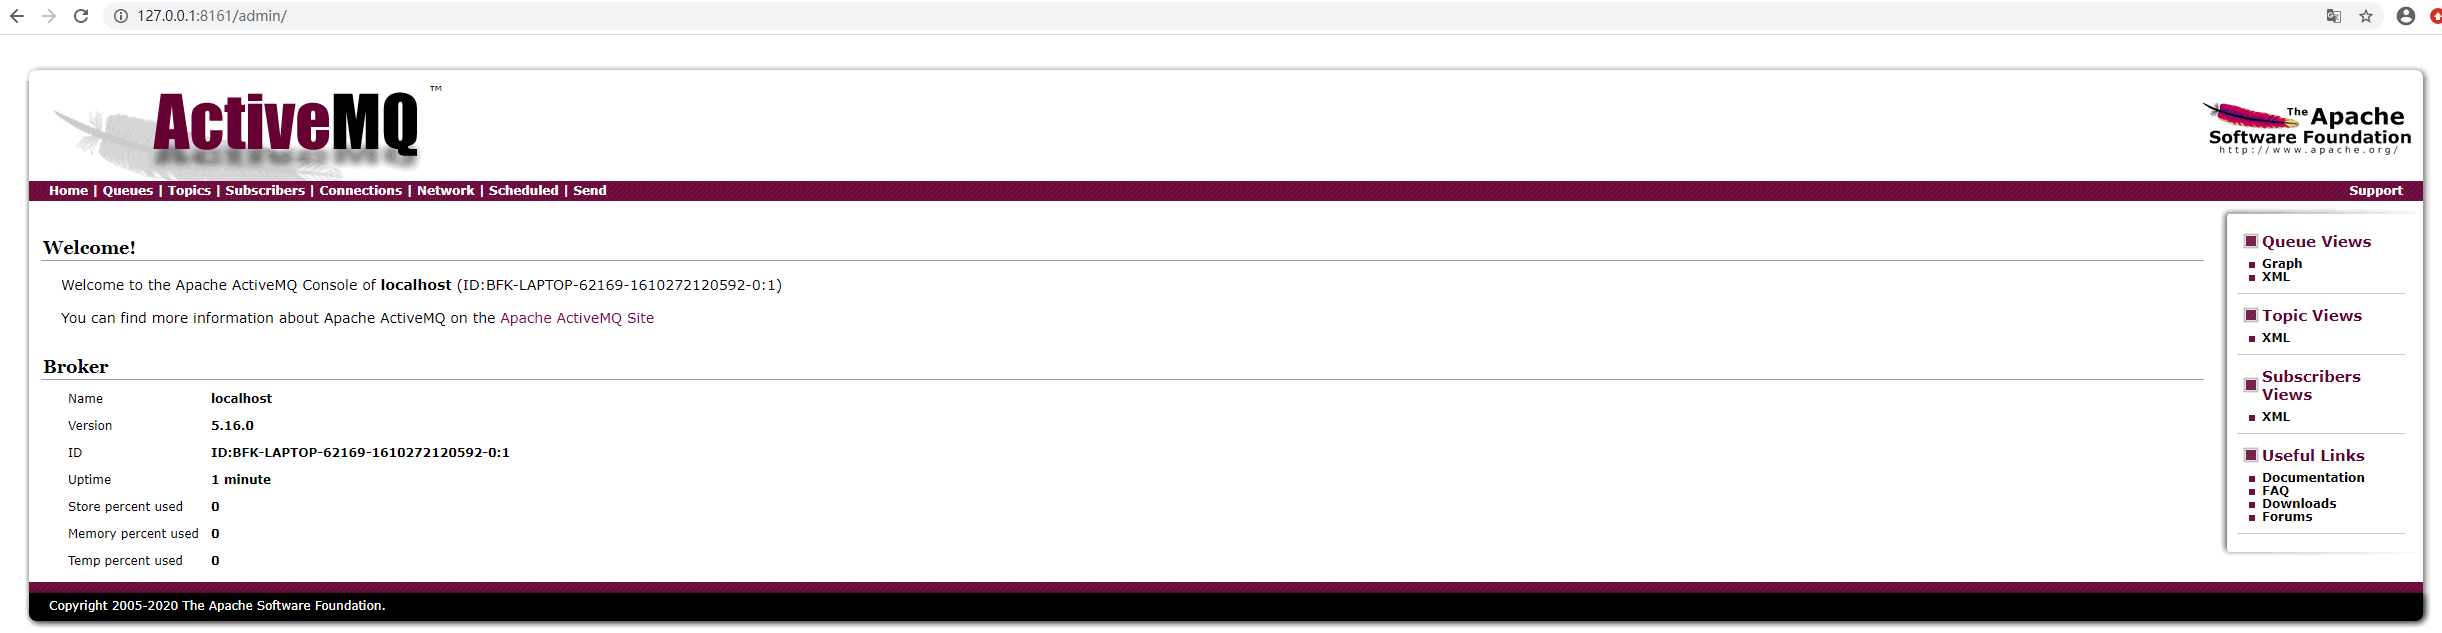 127.0.0.1:8161/admin/
ActiveMQ ™
The Apache
Software Foundation
http://www.apache.org/
Home | Queues | Topics | Subscribers | Connections | Network | Scheduled | Send
Support
Welcome!
Welcome to the Apache ActiveMQ Console of localhost (ID:BFK-LAPTOP-62169-1610272120592-0:1)
You can find more information about Apache ActiveMQ on the Apache ActiveMQ Site
Broker
Name localhost
Version 5.16.0
ID ID:BFK-LAPTOP-62169-1610272120592-0:1
Uptime 1 minute
Store percent used 0
Memory percent used 0
Temp percent used 0
Queue Views
Graph
XML
Topic Views
XML
Subscribers
Views
XML
Useful Links
Documentation
FAQ
Downloads
Forums
Copyright 2005-2020 The Apache Software Foundation.